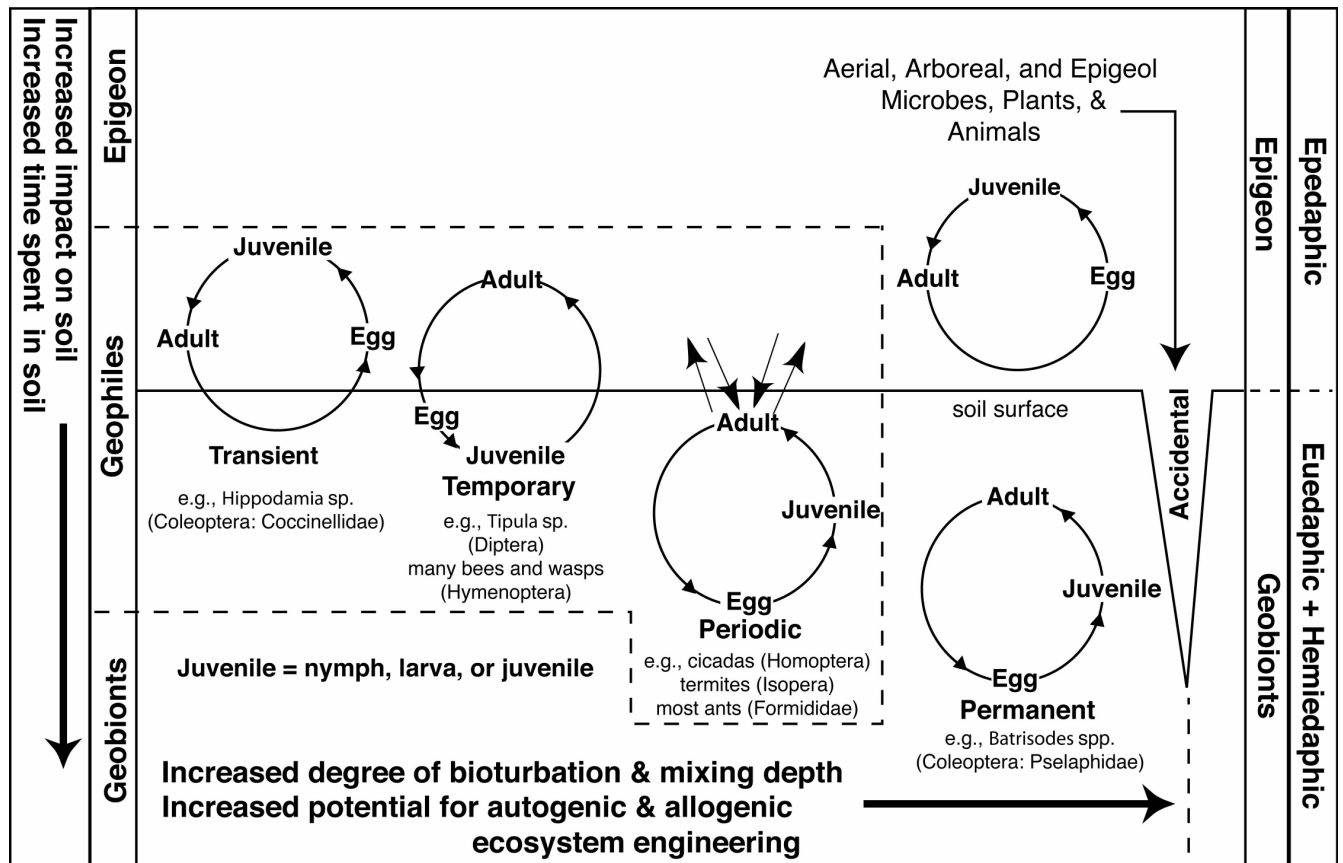 Increased impact on soil
Increased time spent in soil
Epigeon
Geophiles
Geobionts
Aerial, Arboreal, and Epigeol
Microbes, Plants, &
Animals
Juvenile
Adult
Egg
Transient
e.g., Hippodamia sp.
(Coleoptera: Coccinellidae)
Adult
Egg
Juvenile
Temporary
e.g., Tipula sp.
(Diptera)
many bees and wasps
(Hymenoptera)
Adult
Juvenile
Egg
Periodic
e.g., cicadas (Homoptera)
termites (Isopera)
most ants (Formididae)
Juvenile
Adult
Egg
soil surface
Adult
Juvenile
Egg
Permanent
e.g., Batrisodes spp.
(Coleoptera: Pselaphidae)
Accidental
Juvenile = nymph, larva, or juvenile
Increased degree of bioturbation & mixing depth
Increased potential for autogenic & allogenic
ecosystem engineering
Epigeon
Geobionts
Epedaphic
Euedaphic + Hemiedaphic